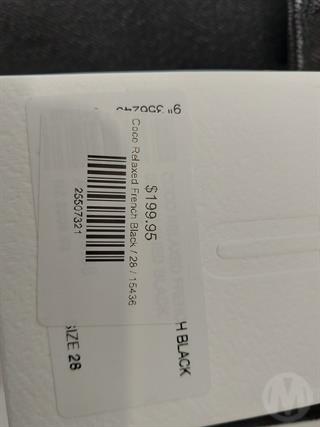 $199.95
Coco Relaxed French Black / 28 / 15436
25507321
H BLACK
SIZE 28
M